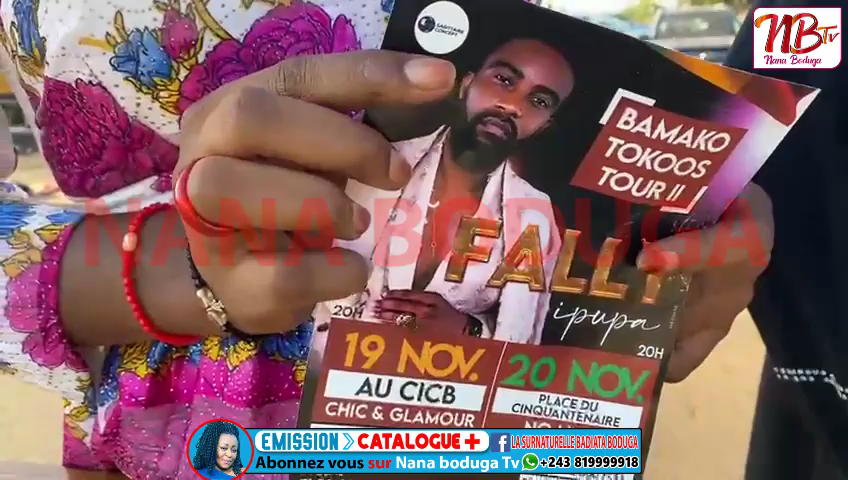 SAGITTAIRE
CONCEPT
NB Tv
Nana Boduga
BAMAKO
TOKOOS
TOUR II
NANA BODUGA
FALLY
ipupa
20H
19 NOV.
AU CICB
CHIC & GLAMOUR
20H
20 NOV.
PLACE DU
CINQUANTENAIRE
EMISSION CATALOGUE+
LA SURNATURELLE BADIATA BODUGA
Abonnez vous sur Nana boduga Tv
+243 819999918